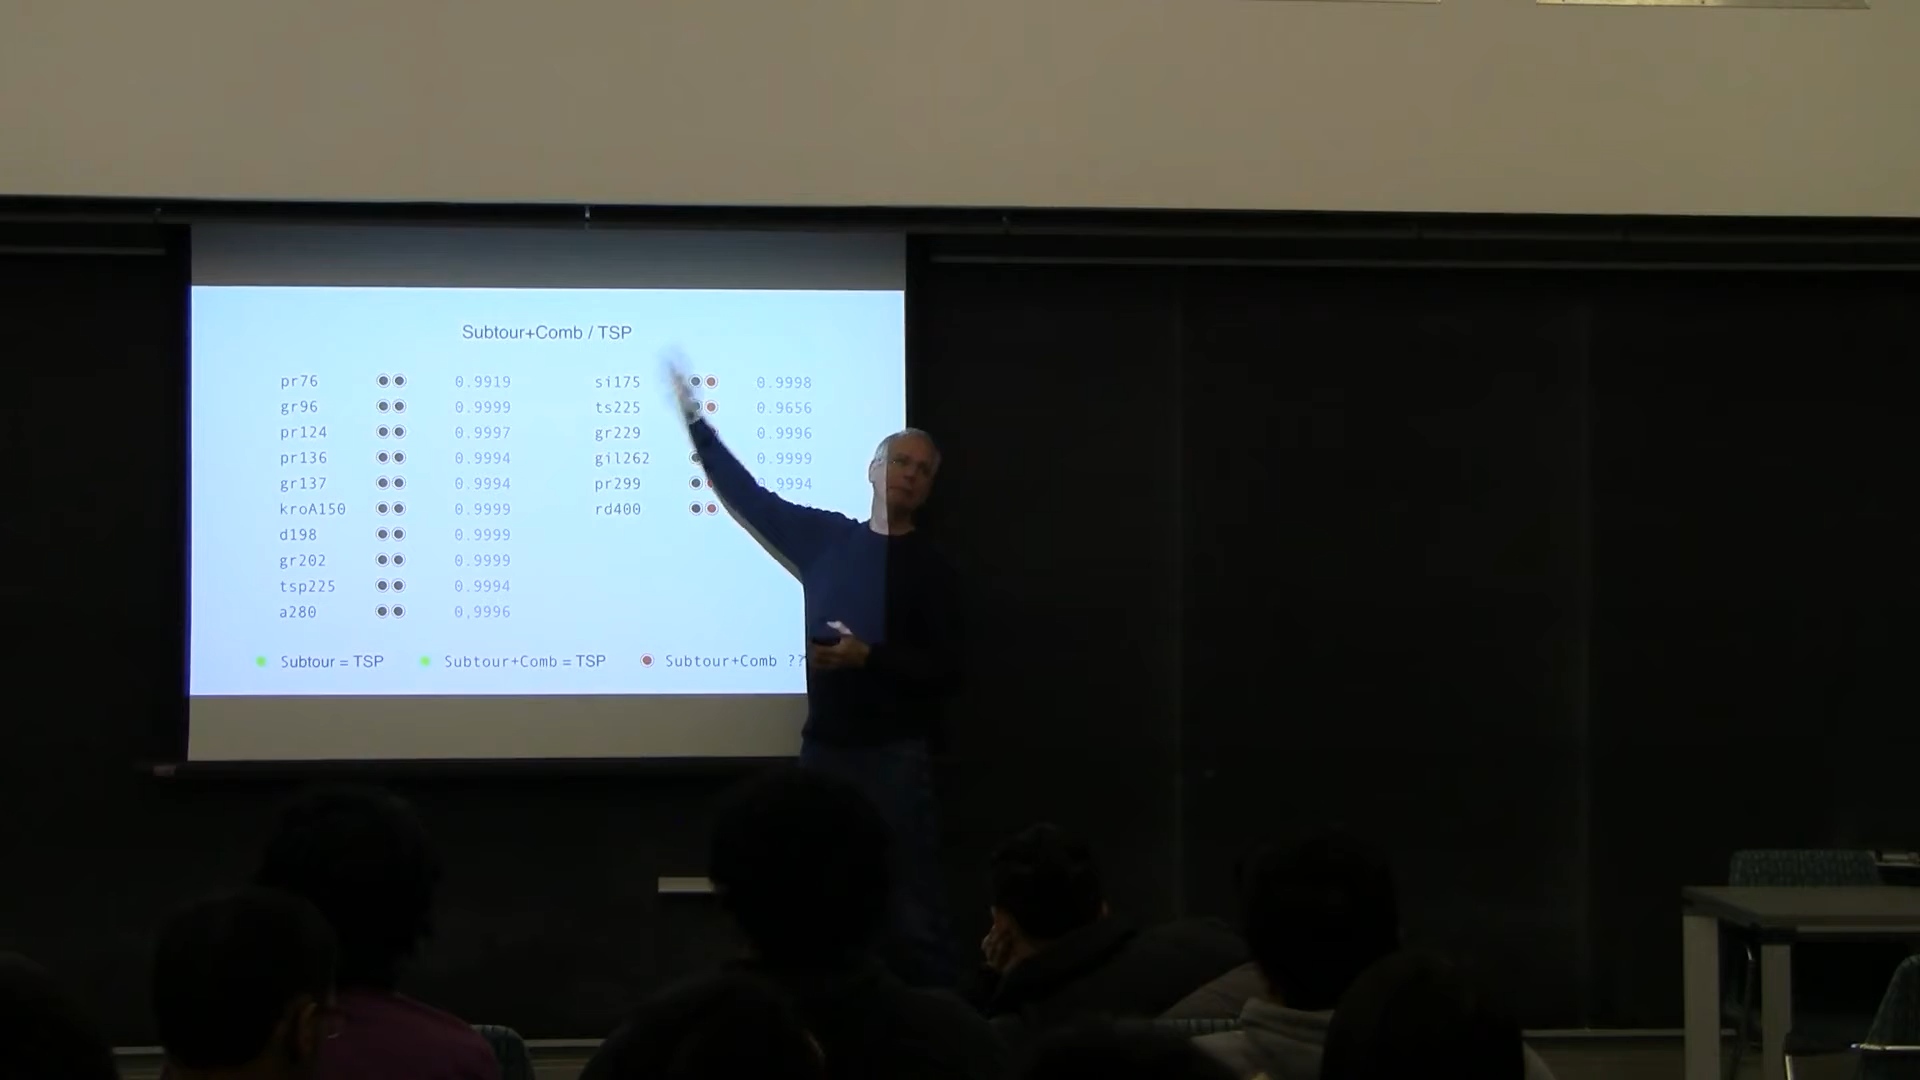 Subtour+Comb / TSP
pr76 0.9919
gr96 0.9999
pr124 0.9997
pr136 0.9994
gr137 0.9994
kroA150 0.9999
d198 0.9999
gr202 0.9999
tsp225 0.9994
a280 0.9996
si175 0.9998
ts225 0.9656
gr229 0.9996
gil262 0.9999
pr299 0.9994
rd400
Subtour = TSP
Subtour+Comb = TSP
Subtour+Comb ??